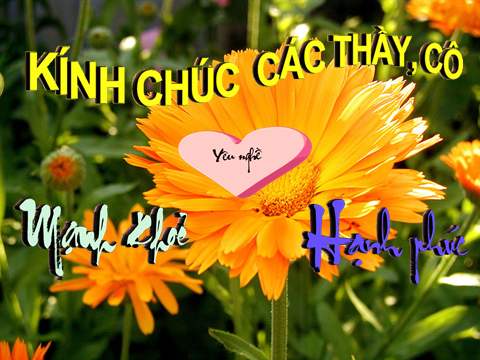 KÍNH CHÚC CÁC THẦY, CÔ
Yêu nghề
Mạnh khỏe
Hạnh phúc